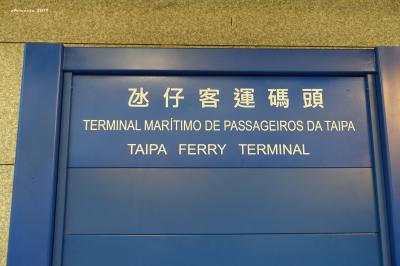 氹仔客運碼頭
TERMINAL MARÍTIMO DE PASSAGEIROS DA TAIPA
TAIPA FERRY TERMINAL